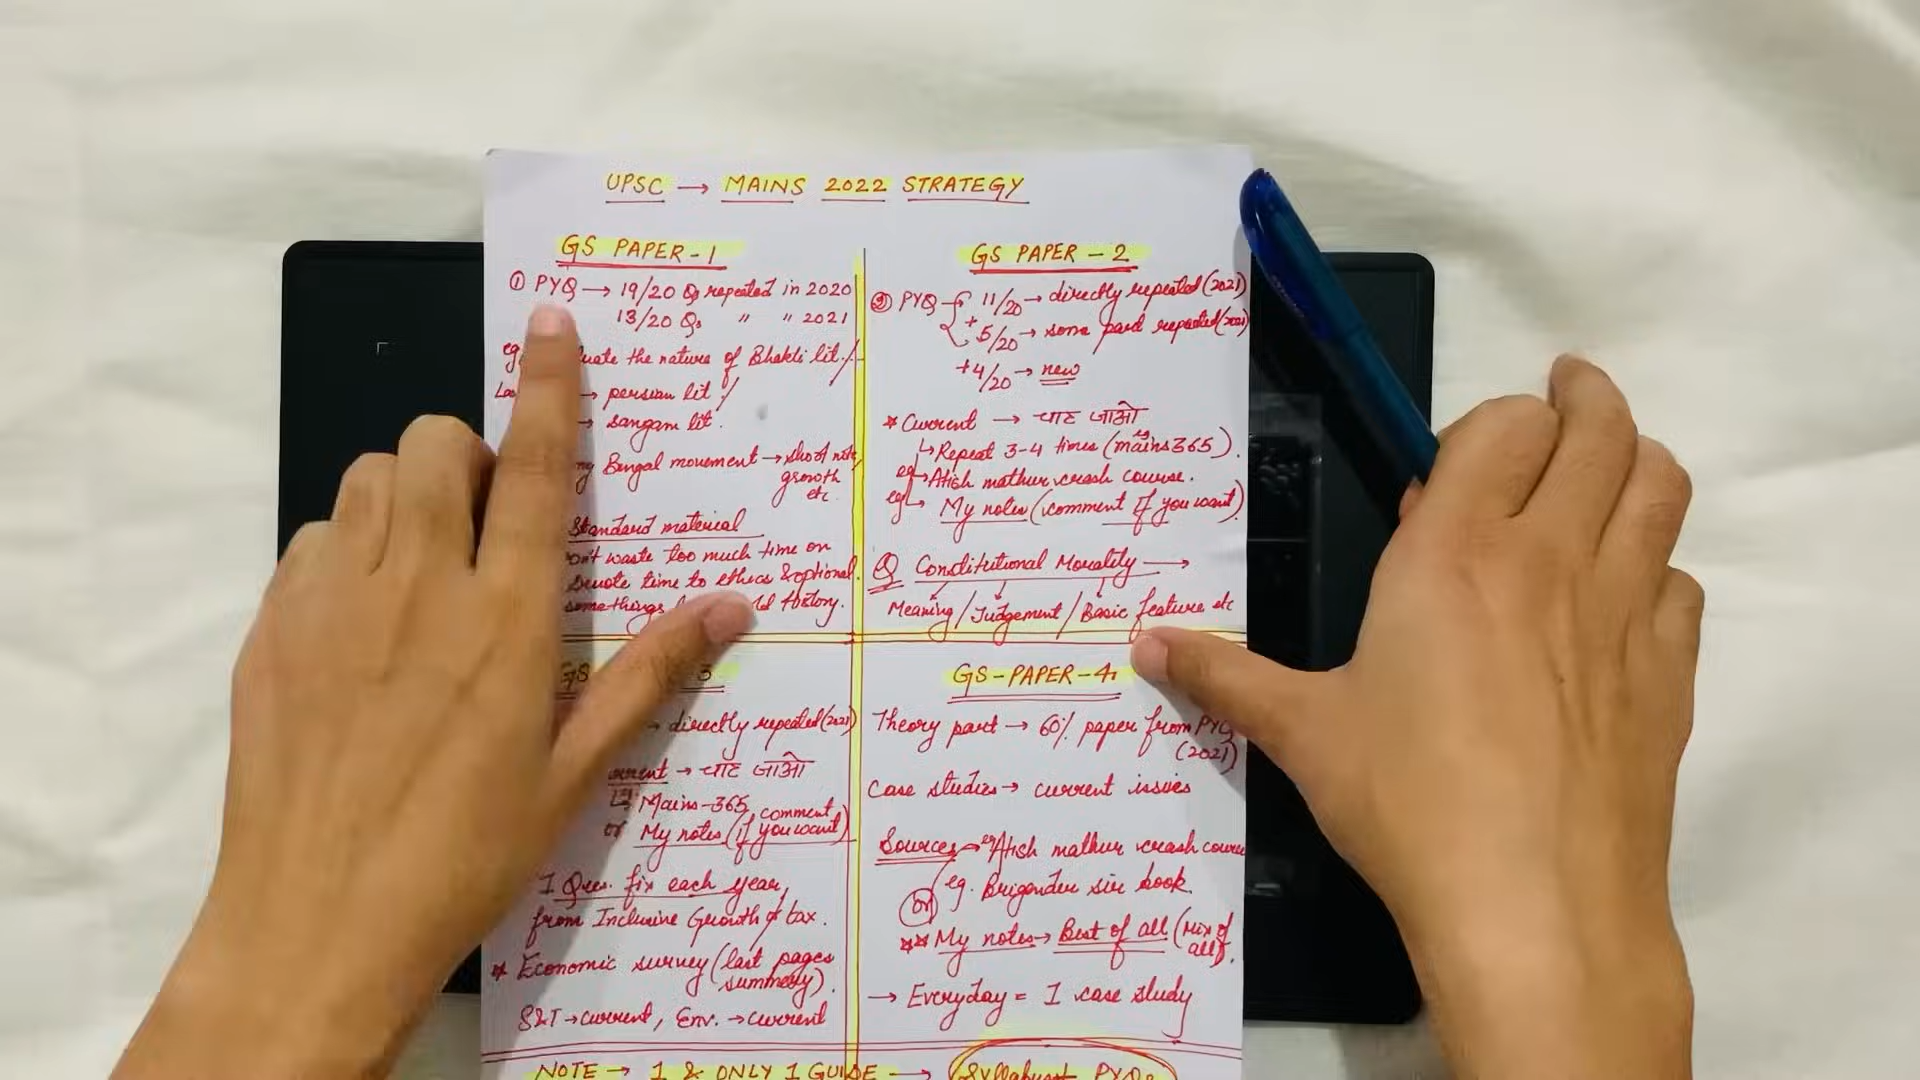 UPSC → MAINS 2022 STRATEGY
GS PAPER - 1
① PYQ → 19/20 Qs repeated in 2020
13/20 Qs " " 2021
eg. the nature of Bhakti lit. /
→ persian lit /
→ Sangam lit.
Bengal movement → short note
growth
etc
Standard material
waste too much time on
time to ethics & optional.
somethings History.
GS PAPER - 2
② PYQ → 11/20 → directly repeated (2021)
+ 5/20 → some part repeated (2021)
+ 4/20 → new
* Current → चाट जाओ
↳ Repeat 3-4 times (mains 365).
eg → Atish mathur crash course.
eg ↳ My notes (comment If you want)
Q Constitutional Morality →
Meaning / Judgement / Basic feature etc
GS 3
→ directly repeated (2021)
→ चाट जाओ
↳ Mains-365
or My notes (comment if you want)
1 Ques. fix each year,
from Inclusive Growth & tax.
* Economic survey (last pages
summary).
S&T → current, Env. → current
GS-PAPER-4
Theory part → 60% paper from PYQ
(2021)
Case studies → current issues
Sources → eg Atish mathur crash course
(or) eg. Brigender sir book.
** My notes → Best of all (Mix of
all).
→ Everyday = 1 case study
NOTE → 1 & ONLY 1 GUIDE →